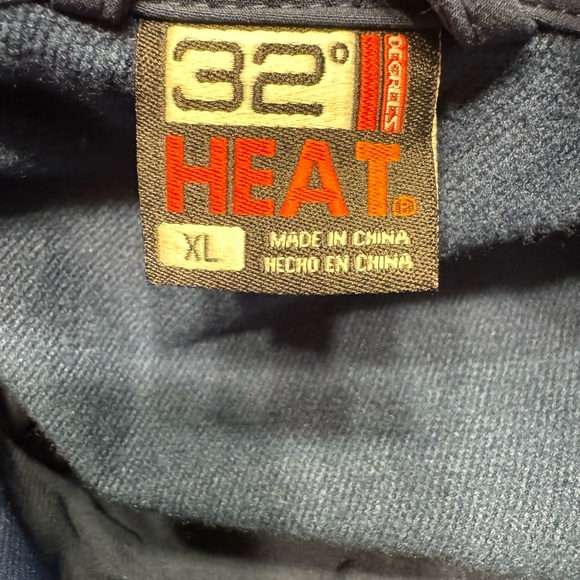 32° DEGREES
HEAT®
XL
MADE IN CHINA
HECHO EN CHINA